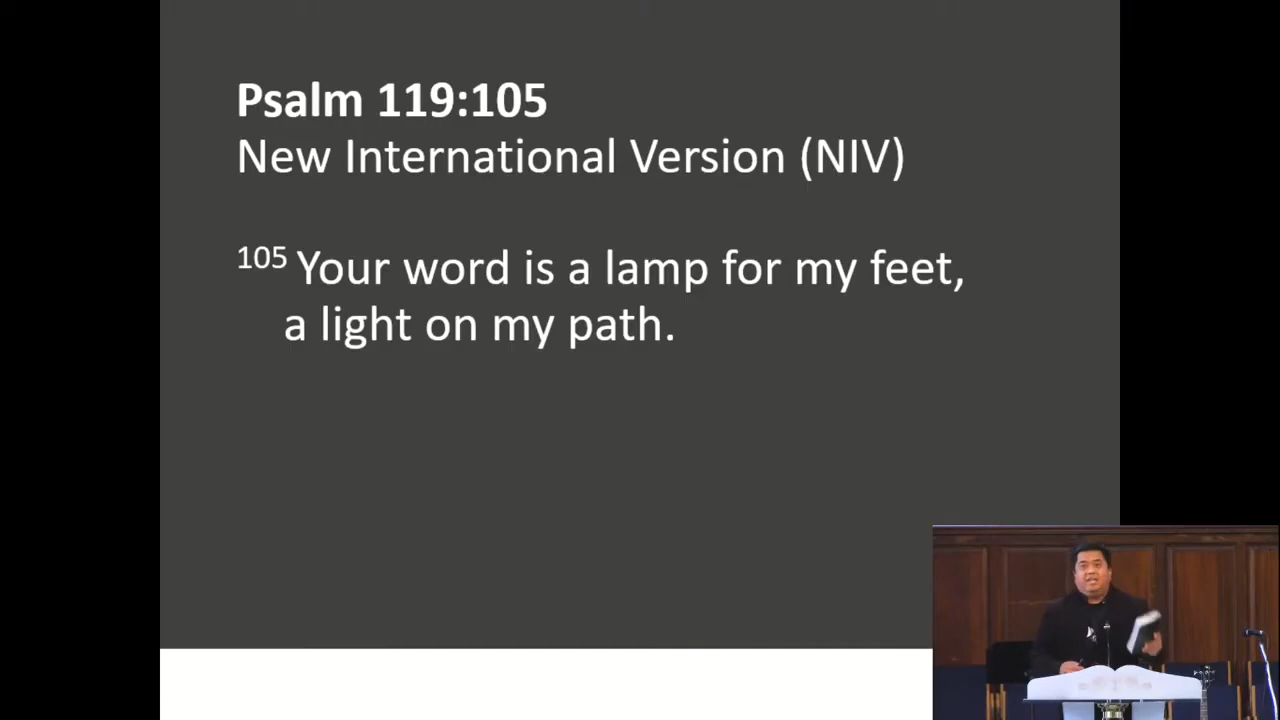 Psalm 119:105
New International Version (NIV)
105 Your word is a lamp for my feet,
a light on my path.